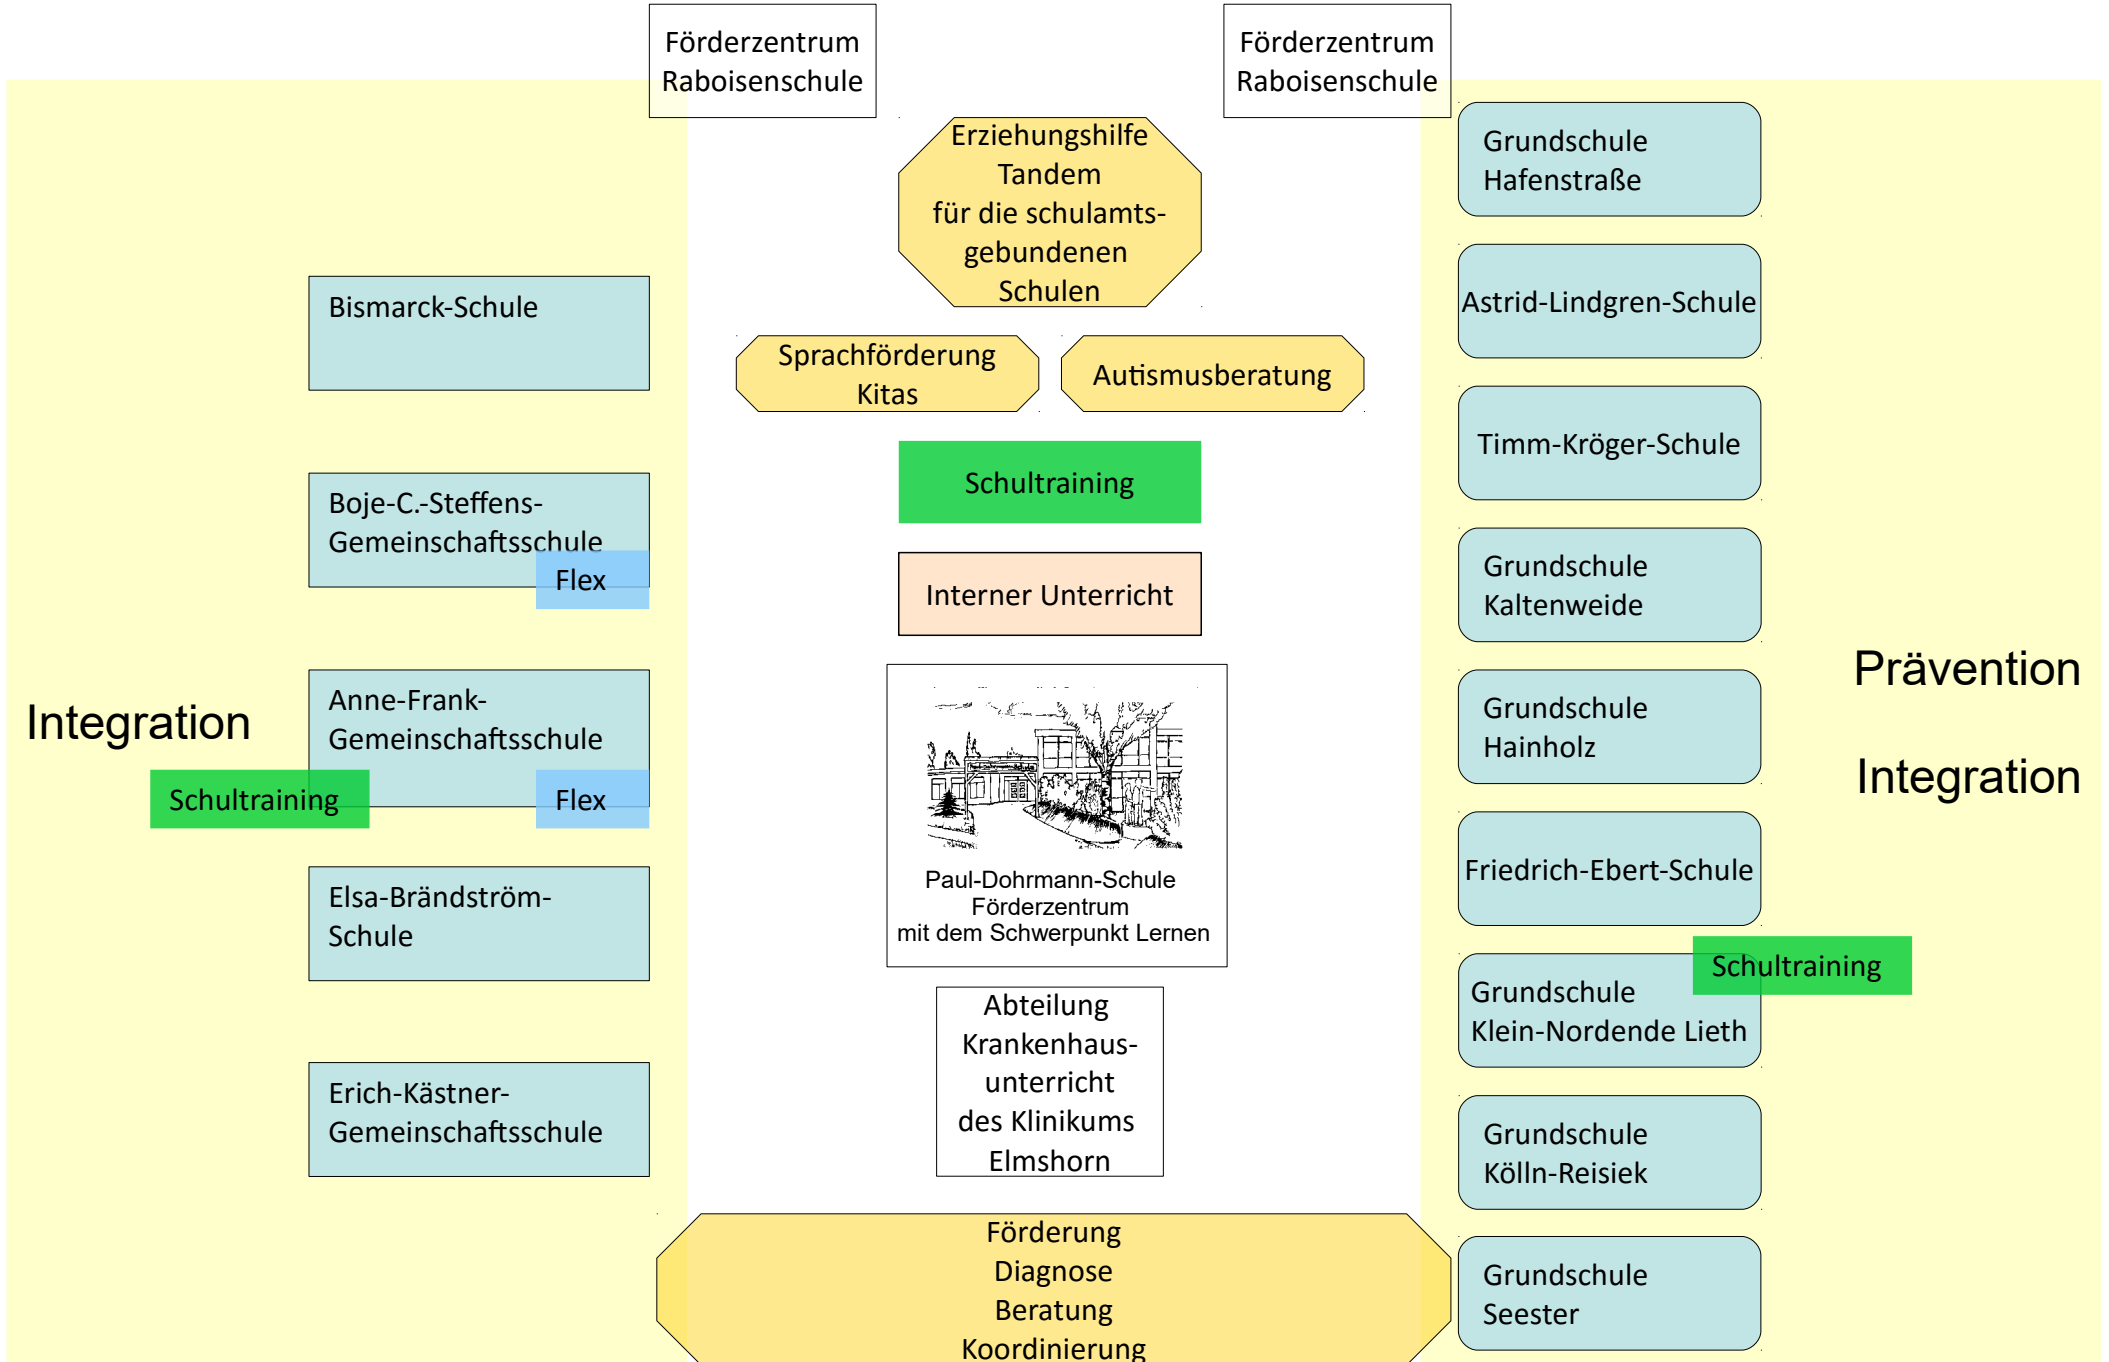 Förderzentrum
Raboisenschule
Förderzentrum
Raboisenschule
Integration
Bismarck-Schule
Boje-C.-Steffens-
Gemeinschaftsschule
Flex
Anne-Frank-
Gemeinschaftsschule
Schultraining
Flex
Elsa-Brändström-
Schule
Erich-Kästner-
Gemeinschaftsschule
Erziehungshilfe
Tandem
für die schulamts-
gebundenen
Schulen
Sprachförderung
Kitas
Autismusberatung
Schultraining
Interner Unterricht
Paul-Dohrmann-Schule
Förderzentrum
mit dem Schwerpunkt Lernen
Abteilung
Krankenhaus-
unterricht
des Klinikums
Elmshorn
Förderung
Diagnose
Beratung
Koordinierung
Grundschule
Hafenstraße
Astrid-Lindgren-Schule
Timm-Kröger-Schule
Grundschule
Kaltenweide
Grundschule
Hainholz
Friedrich-Ebert-Schule
Schultraining
Grundschule
Klein-Nordende Lieth
Grundschule
Kölln-Reisiek
Grundschule
Seester
Prävention
Integration